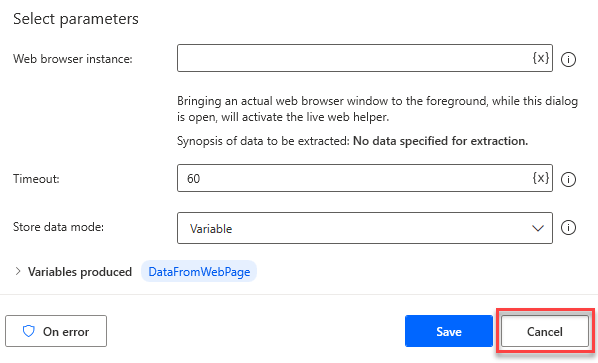 Select parameters
Web browser instance: {x}
Bringing an actual web browser window to the foreground, while this dialog
is open, will activate the live web helper.
Synopsis of data to be extracted: No data specified for extraction.
Timeout: 60 {x}
Store data mode: Variable
Variables produced DataFromWebPage
On error Save Cancel